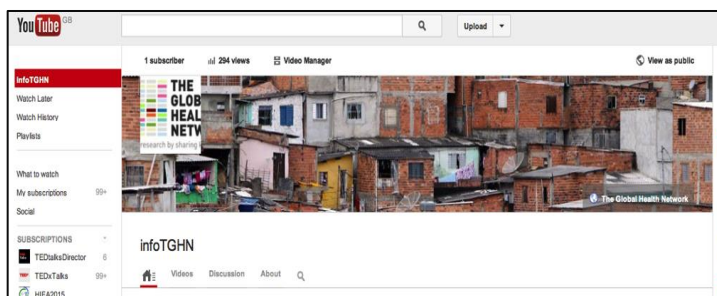 YouTube GB
Upload
1 subscriber 294 views Video Manager View as public
infoTGHN
Watch Later
Watch History
Playlists
What to watch
My subscriptions 99+
Social
SUBSCRIPTIONS
TEDtalksDirector 6
TEDxTalks 99+
HIFA2015
THE
GLOB
HEAL
NETW
research by sharing
The Global Health Network
infoTGHN
Videos Discussion About